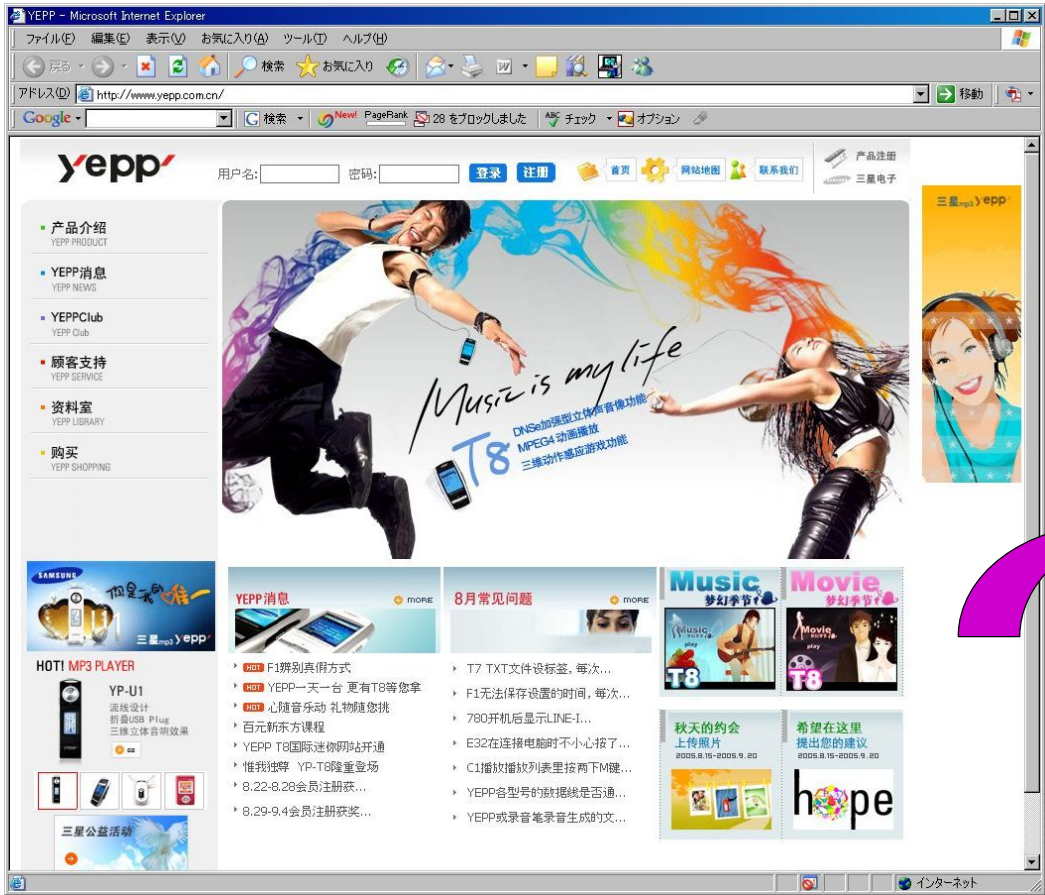 YEPP - Microsoft Internet Explorer
ファイル(F) 編集(E) 表示(V) お気に入り(A) ツール(T) ヘルプ(H)
戻る 検索 お気に入り
アドレス(D) http://www.yepp.com.cn/ 移動
Google 検索 New! PageRank 28 をブロックしました チェック オプション
yepp' 用户名: 密码: 登录 注册 首页 网站地图 联系我们
产品注册
三星电子
三星mp3 yepp'
产品介绍
YEPP PRODUCT
YEPP消息
YEPP NEWS
YEPPClub
YEPP Club
顾客支持
YEPP SERVICE
资料室
YEPP LIBRARY
购买
YEPP SHOPPING
Music is my life
T8
DNSe加强型立体声音像功能
MPEG4 动画播放
三维动作感应游戏功能
SAMSUNG
你是我的唯一
三星mp3 yepp'
HOT! MP3 PLAYER
YP-U1
流线设计
折叠USB Plug
三维立体音响效果
GO
三星公益活动
YEPP消息 MORE
HOT F1辨别真假方式
HOT YEPP一天一台 更有T8等您拿
HOT 心随音乐动 礼物随您挑
百元新东方课程
YEPP T8国际迷你网站开通
惟我独尊 YP-T8隆重登场
8.22-8.28会员注册获...
8.29-9.4会员注册获奖...
8月常见问题 MORE
T7 TXT文件设标签, 每次...
F1无法保存设置的时间, 每次...
780开机后显示LINE-I...
E32在连接电脑时不小心按了...
C1播放播放列表里按两下M键...
YEPP各型号的数据线是否通...
YEPP或录音笔录音生成的文...
Music
梦幻季节
Music
play
T8
Movie
梦幻季节
Movie
play
T8
秋天的约会
上传照片
2005.8.15-2005.9.20
希望在这里
提出您的建议
2005.8.15-2005.9.20
hope
インターネット